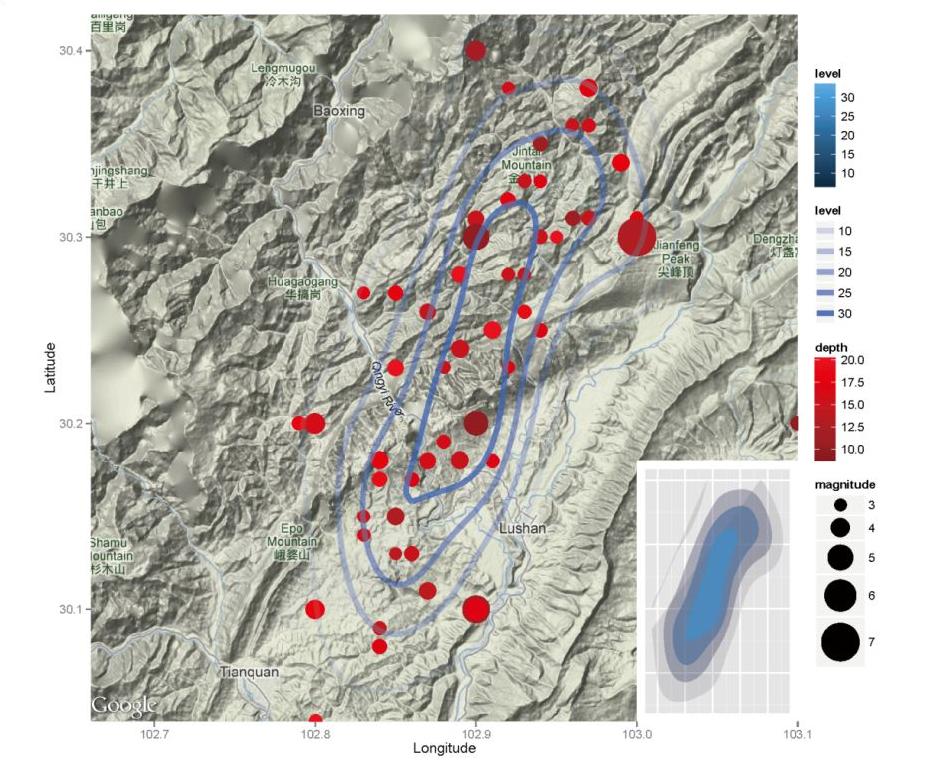 百里岗
Lengmugou
冷木沟
Baoxing
njingshang
干井上
anbao
包
Jintai
Mountain
金
Jianfeng
Peak
尖峰顶
Dengzha
灯盏
Huagaogang
华搞岗
Qingyi River
Lushan
Epo
Mountain
峨婆山
Shamu
Mountain
杉木山
Tianquan
Google
30.4
30.3
30.2
30.1
Latitude
102.7
102.8
102.9
103.0
103.1
Longitude
level
30
25
20
15
10
level
10
15
20
25
30
depth
20.0
17.5
15.0
12.5
10.0
magnitude
3
4
5
6
7